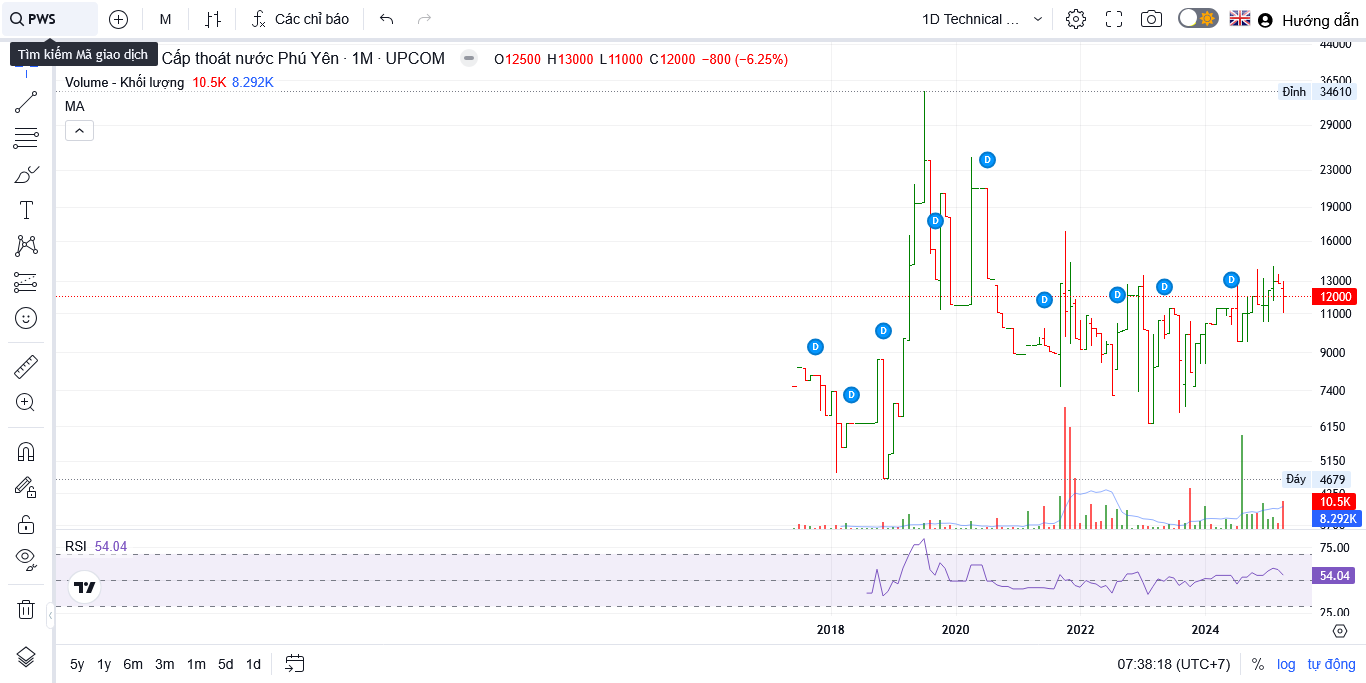 PWS M Các chỉ báo 1D Technical ... Hướng dẫn
Tìm kiếm Mã giao dịch Cấp thoát nước Phú Yên · 1M · UPCOM O12500 H13000 L11000 C12000 −800 (−6.25%)
Volume - Khối lượng 10.5K 8.292K
MA
44000
36500
Đỉnh 34610
29000
23000
D
19000
D
16000
D
13000
D
D
12000
D
11000
D
D
9000
7400
D
6150
5150
Đáy 4679
10.5K
8.292K
RSI 54.04
75.00
54.04
25.00
2018 2020 2022 2024
5y 1y 6m 3m 1m 5d 1d 07:38:18 (UTC+7) % log tự động